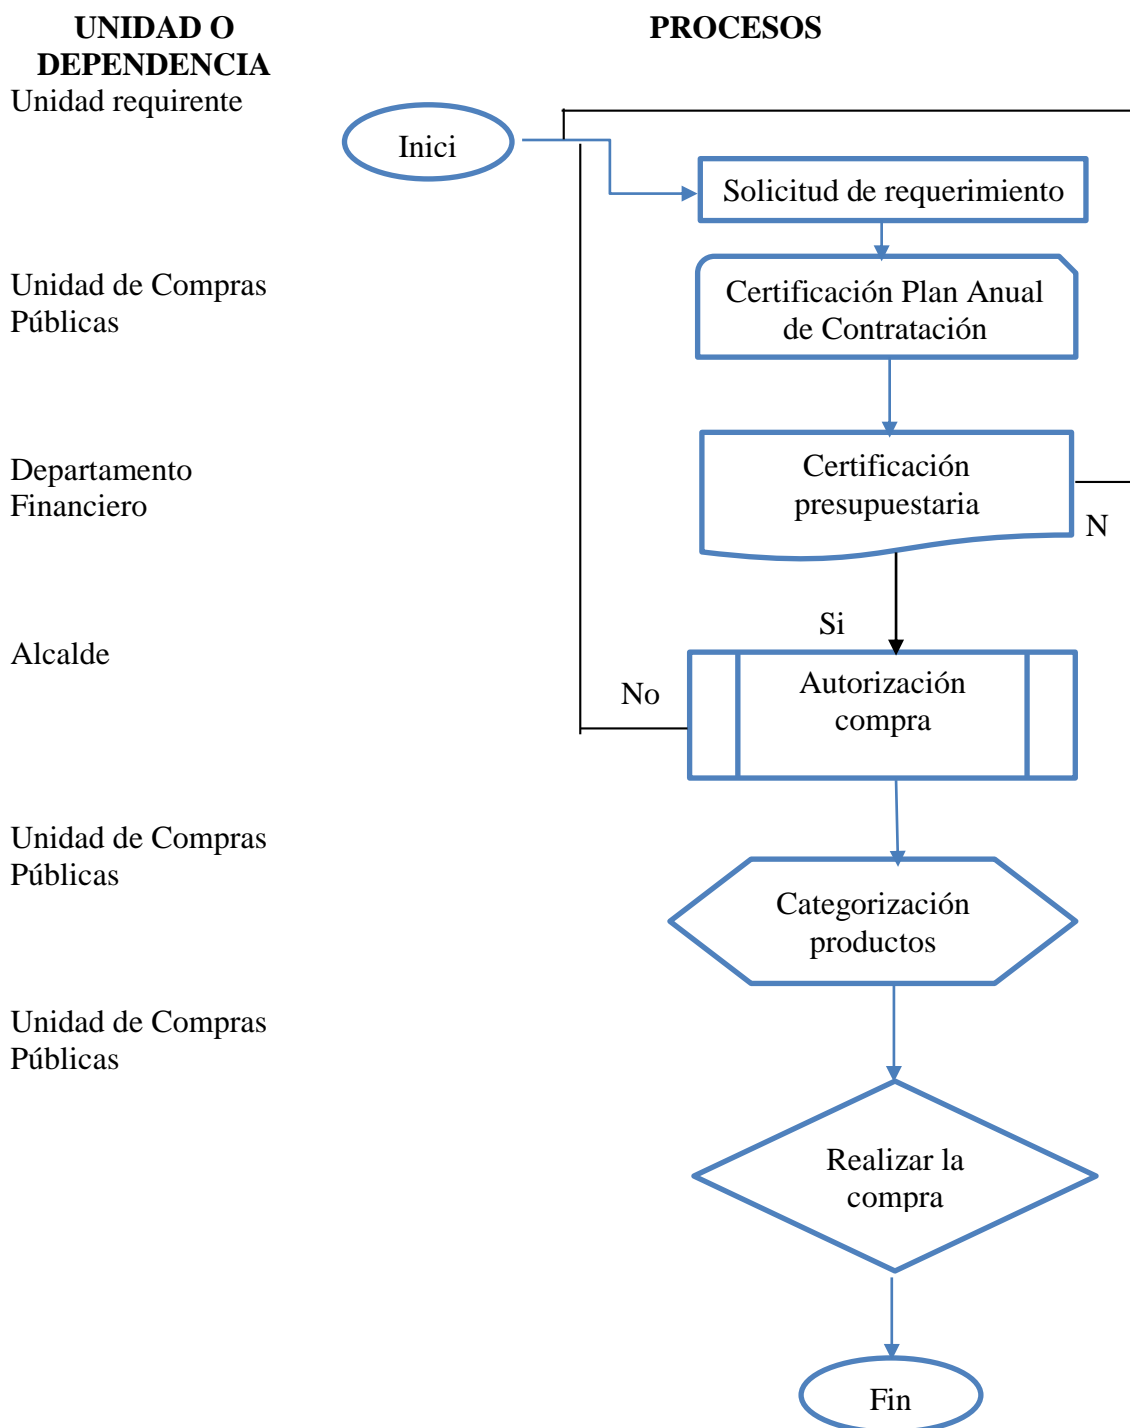 UNIDAD O
DEPENDENCIA
PROCESOS
Unidad requirente
Inici
Solicitud de requerimiento
Unidad de Compras
Públicas
Certificación Plan Anual
de Contratación
Departamento
Financiero
Certificación
presupuestaria
N
Si
Alcalde
No
Autorización
compra
Unidad de Compras
Públicas
Categorización
productos
Unidad de Compras
Públicas
Realizar la
compra
Fin